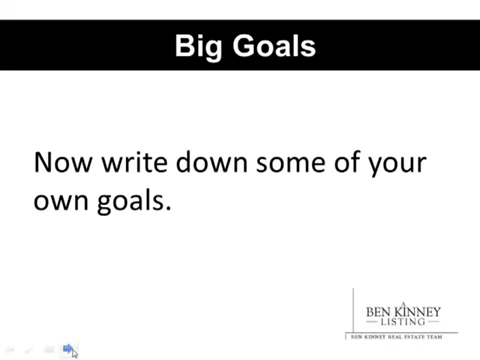 Big Goals
Now write down some of your
own goals.
BEN KINNEY
LISTING
BEN KINNEY REAL ESTATE TEAM